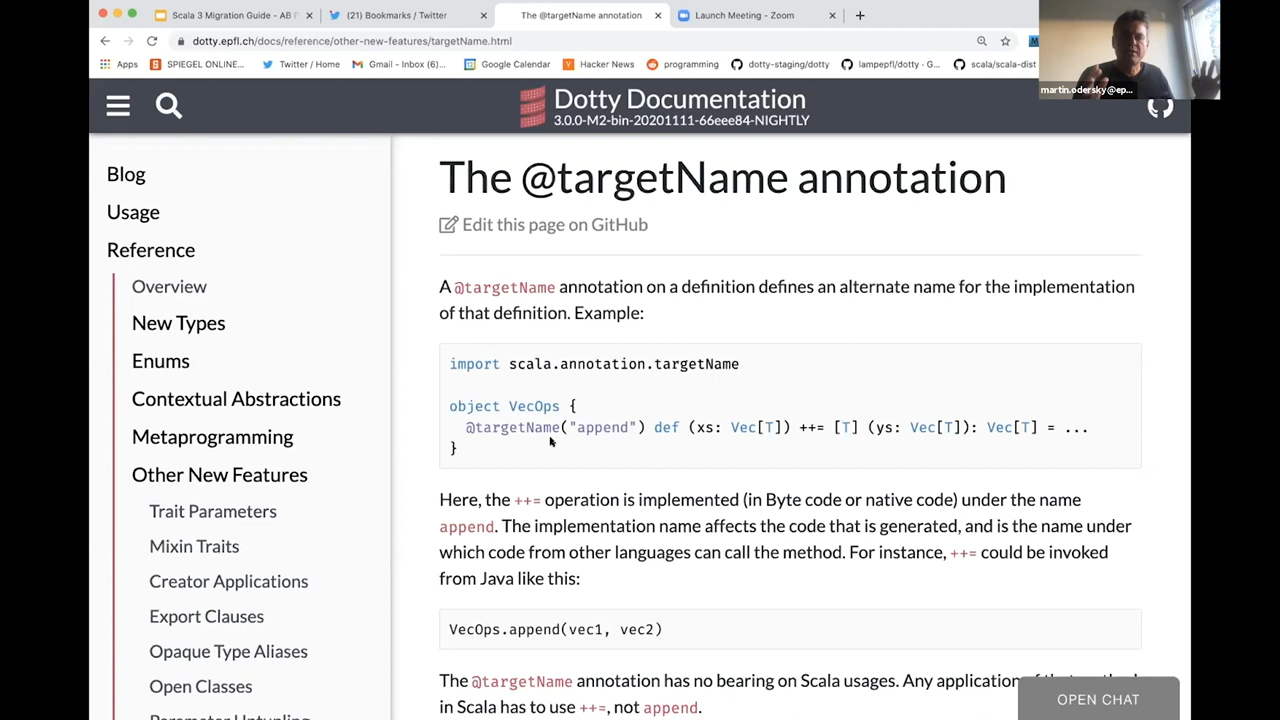 Scala 3 Migration Guide - AB P
(21) Bookmarks / Twitter
The @targetName annotation
Launch Meeting - Zoom
dotty.epfl.ch/docs/reference/other-new-features/targetName.html
Apps
SPIEGEL ONLINE...
Twitter / Home
Gmail - Inbox (6)...
Google Calendar
Hacker News
programming
dotty-staging/dotty
lampepfl/dotty · G...
scala/scala-dist
martin.odersky@ep...
Dotty Documentation
3.0.0-M2-bin-20201111-66eee84-NIGHTLY
Blog
Usage
Reference
Overview
New Types
Enums
Contextual Abstractions
Metaprogramming
Other New Features
Trait Parameters
Mixin Traits
Creator Applications
Export Clauses
Opaque Type Aliases
Open Classes
Parameter Untupling
The @targetName annotation
Edit this page on GitHub
A @targetName annotation on a definition defines an alternate name for the implementation
of that definition. Example:
import scala.annotation.targetName
object VecOps {
@targetName("append") def (xs: Vec[T]) ++= [T] (ys: Vec[T]): Vec[T] = ...
}
Here, the ++= operation is implemented (in Byte code or native code) under the name
append. The implementation name affects the code that is generated, and is the name under
which code from other languages can call the method. For instance, ++= could be invoked
from Java like this:
VecOps.append(vec1, vec2)
The @targetName annotation has no bearing on Scala usages. Any application
in Scala has to use ++=, not append.
OPEN CHAT